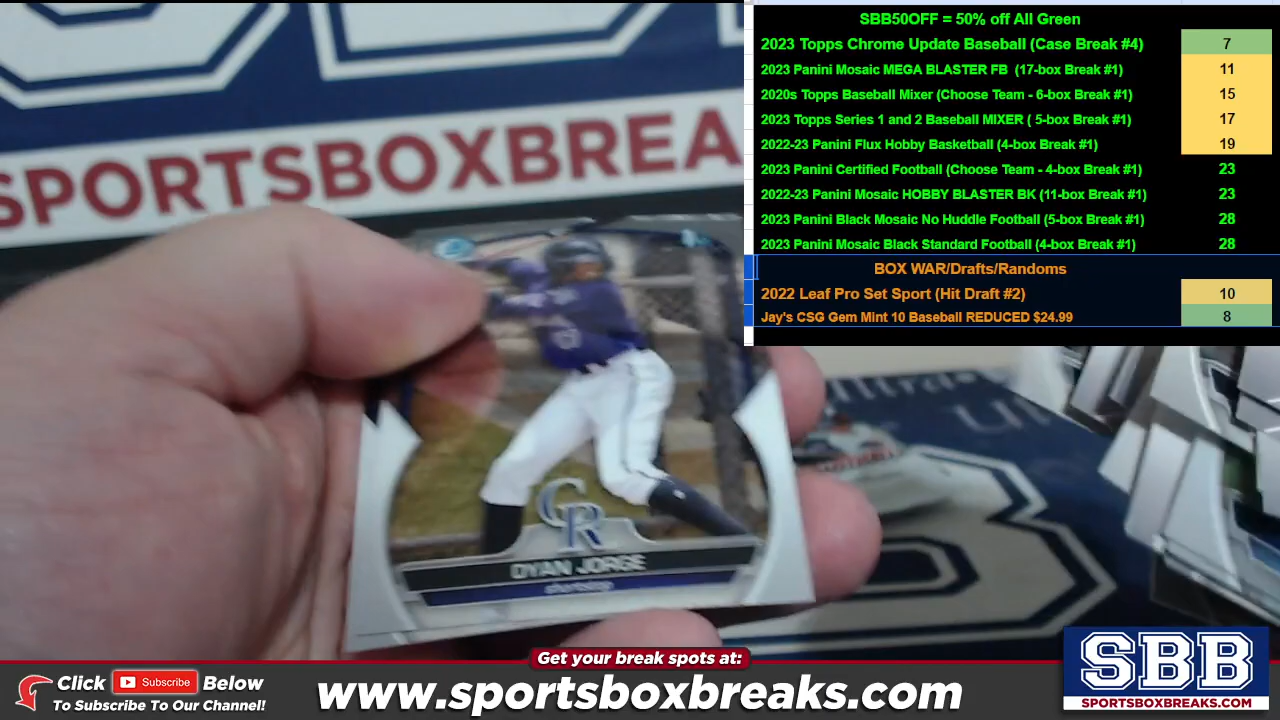 SBB50OFF = 50% off All Green
2023 Topps Chrome Update Baseball (Case Break #4) 7
2023 Panini Mosaic MEGA BLASTER FB (17-box Break #1) 11
2020s Topps Baseball Mixer (Choose Team - 6-box Break #1) 15
2023 Topps Series 1 and 2 Baseball MIXER ( 5-box Break #1) 17
2022-23 Panini Flux Hobby Basketball (4-box Break #1) 19
2023 Panini Certified Football (Choose Team - 4-box Break #1) 23
2022-23 Panini Mosaic HOBBY BLASTER BK (11-box Break #1) 23
2023 Panini Black Mosaic No Huddle Football (5-box Break #1) 28
2023 Panini Mosaic Black Standard Football (4-box Break #1) 28
BOX WAR/Drafts/Randoms
2022 Leaf Pro Set Sport (Hit Draft #2) 10
Jay's CSG Gem Mint 10 Baseball REDUCED $24.99 8
SPORTSBOXBREA
CR
DYAN JORGE
shortstop
Get your break spots at:
Click Subscribe Below
To Subscribe To Our Channel!
www.sportsboxbreaks.com
SBB
SPORTSBOXBREAKS.COM